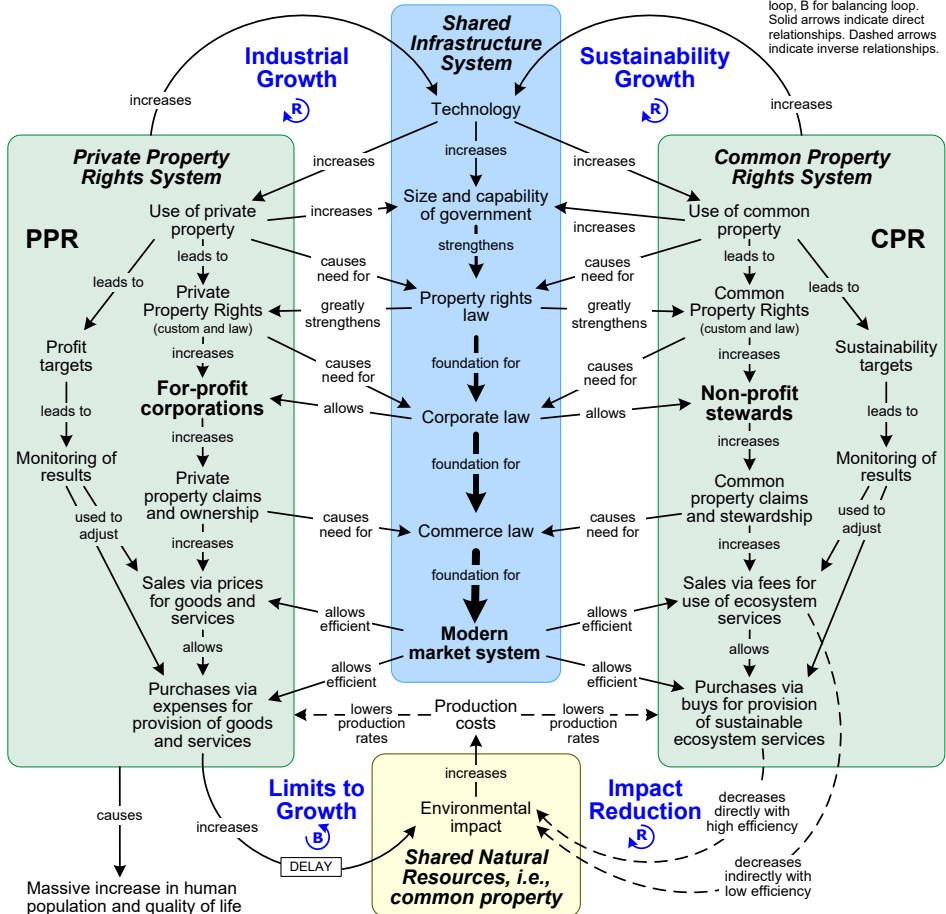 loop, B for balancing loop.
Solid arrows indicate direct
relationships. Dashed arrows
indicate inverse relationships.
Shared
Infrastructure
System
Industrial
Growth
R
Sustainability
Growth
R
increases
Technology
increases
Private Property
Rights System
increases
increases
increases
Common Property
Rights System
PPR
Use of private
property
increases
Size and capability
of government
increases
Use of common
property
CPR
leads to
leads to
causes
need for
strengthens
causes
need for
leads to
leads to
Private
Property Rights
(custom and law)
greatly
strengthens
Property rights
law
greatly
strengthens
Common
Property Rights
(custom and law)
Profit
targets
increases
causes
need for
foundation for
causes
need for
increases
Sustainability
targets
For-profit
corporations
allows
Corporate law
allows
Non-profit
stewards
leads to
increases
foundation for
increases
leads to
Monitoring of
results
Private
property claims
and ownership
Common
property claims
and stewardship
Monitoring of
results
used to
adjust
causes
need for
Commerce law
causes
need for
used to
adjust
increases
foundation for
increases
Sales via prices
for goods and
services
allows
efficient
allows
efficient
Sales via fees for
use of ecosystem
services
Modern
market system
allows
allows
efficient
allows
efficient
allows
Purchases via
expenses for
provision of goods
and services
lowers
production
rates
Production
costs
lowers
production
rates
Purchases via
buys for provision
of sustainable
ecosystem services
increases
causes
increases
Limits to
Growth
B
Environmental
impact
Impact
Reduction
R
decreases
directly with
high efficiency
DELAY
Shared Natural
Resources, i.e.,
common property
decreases
indirectly with
low efficiency
Massive increase in human
population and quality of life